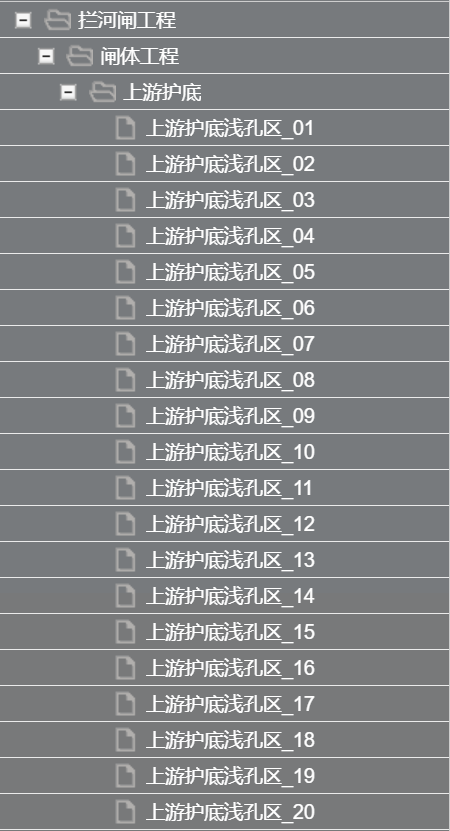 拦河闸工程
闸体工程
上游护底
上游护底浅孔区_01
上游护底浅孔区_02
上游护底浅孔区_03
上游护底浅孔区_04
上游护底浅孔区_05
上游护底浅孔区_06
上游护底浅孔区_07
上游护底浅孔区_08
上游护底浅孔区_09
上游护底浅孔区_10
上游护底浅孔区_11
上游护底浅孔区_12
上游护底浅孔区_13
上游护底浅孔区_14
上游护底浅孔区_15
上游护底浅孔区_16
上游护底浅孔区_17
上游护底浅孔区_18
上游护底浅孔区_19
上游护底浅孔区_20